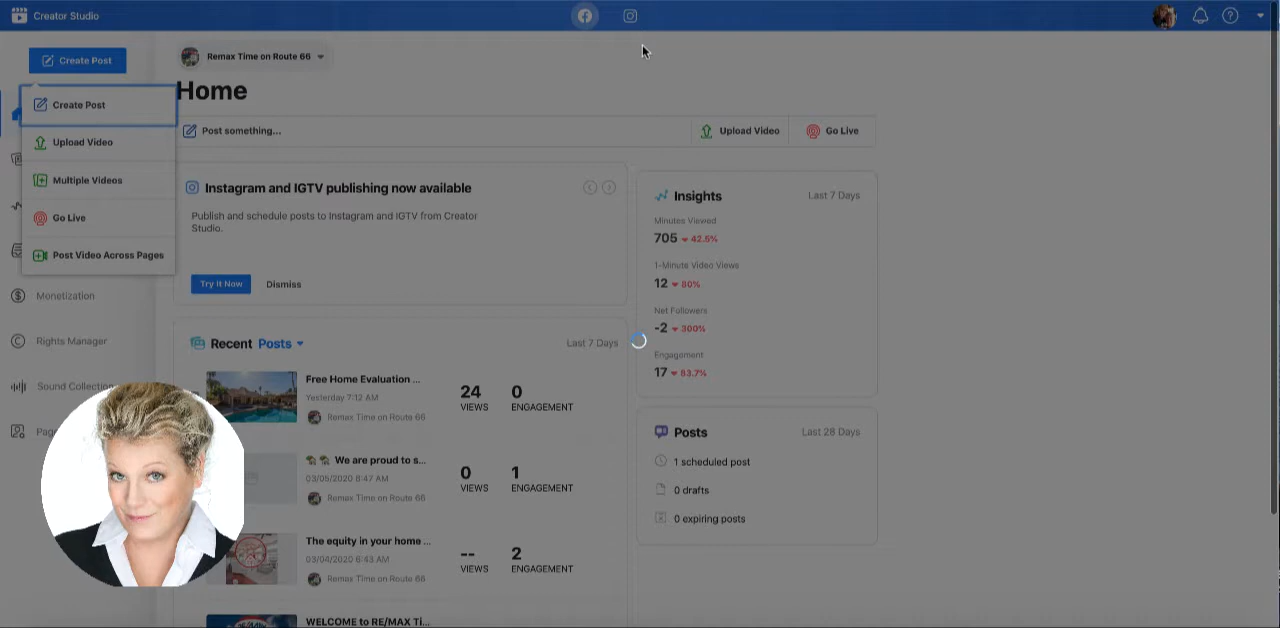 Creator Studio
Create Post
Remax Time on Route 66
Home
Create Post
Upload Video
Multiple Videos
Go Live
Post Video Across Pages
Monetization
Rights Manager
Sound Collection
Post something...
Upload Video
Go Live
Instagram and IGTV publishing now available
Publish and schedule posts to Instagram and IGTV from Creator
Studio.
Try It Now
Dismiss
Insights
Last 7 Days
Minutes Viewed
705 42.5%
1-Minute Video Views
12 80%
Net Followers
-2 300%
Engagement
17 83.7%
Recent Posts
Last 7 Days
Free Home Evaluation ...
Yesterday 7:12 AM
Remax Time on Route 66
24 VIEWS
0 ENGAGEMENT
We are proud to s...
03/05/2020 6:47 AM
Remax Time on Route 66
0 VIEWS
1 ENGAGEMENT
The equity in your home ...
03/04/2020 6:43 AM
Remax Time on Route 66
-- VIEWS
2 ENGAGEMENT
WELCOME to RE/MAX Ti...
Posts
Last 28 Days
1 scheduled post
0 drafts
0 expiring posts